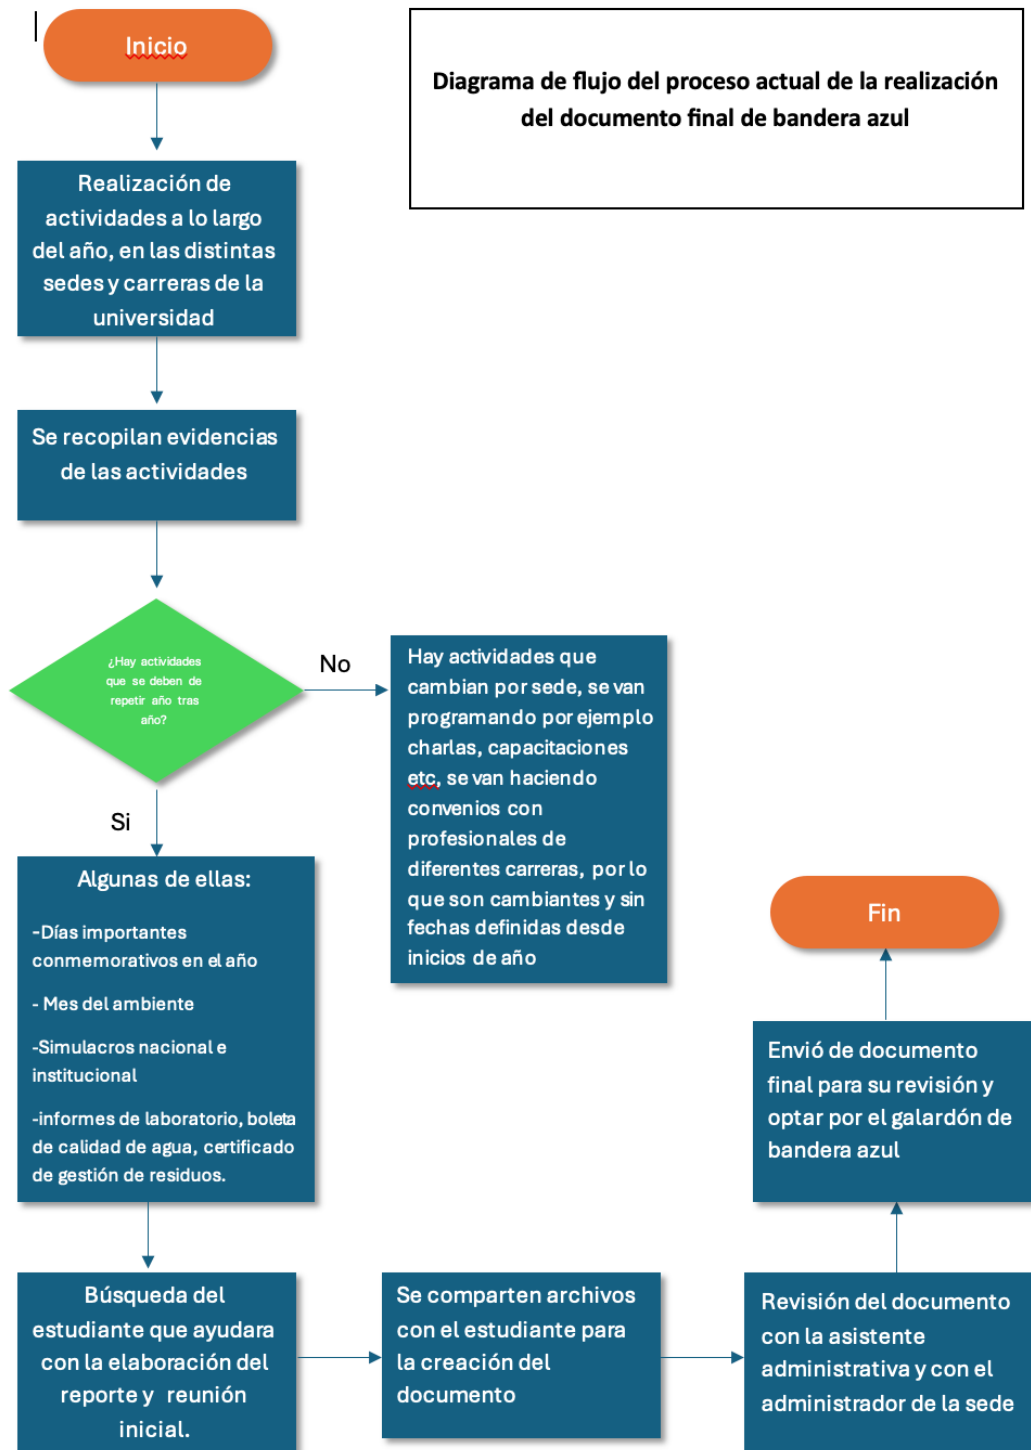 Inicio
Diagrama de flujo del proceso actual de la realización
del documento final de bandera azul
Realización de
actividades a lo largo
del año, en las distintas
sedes y carreras de la
universidad
Se recopilan evidencias
de las actividades
¿Hay actividades
que se deben de
repetir año tras
año?
No
Hay actividades que
cambian por sede, se van
programando por ejemplo
charlas, capacitaciones
etc, se van haciendo
convenios con
profesionales de
diferentes carreras, por lo
que son cambiantes y sin
fechas definidas desde
inicios de año
Si
Algunas de ellas:
-Días importantes
conmemorativos en el año
- Mes del ambiente
-Simulacros nacional e
institucional
-informes de laboratorio, boleta
de calidad de agua, certificado
de gestión de residuos.
Búsqueda del
estudiante que ayudara
con la elaboración del
reporte y reunión
inicial.
Se comparten archivos
con el estudiante para
la creación del
documento
Revisión del documento
con la asistente
administrativa y con el
administrador de la sede
Envió de documento
final para su revisión y
optar por el galardón de
bandera azul
Fin